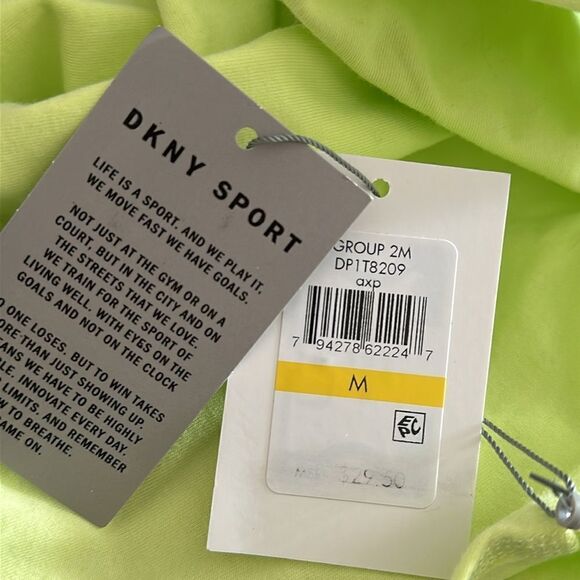 DKNY SPORT
LIFE IS A SPORT. AND WE PLAY IT.
WE MOVE FAST WE HAVE GOALS.
NOT JUST AT THE GYM OR ON A
COURT, BUT IN THE CITY AND ON
THE STREETS THAT WE LOVE.
WE TRAIN FOR THE SPORT OF
LIVING WELL. WITH EYES ON THE
GOALS AND NOT ON THE CLOCK
ONE LOSES. BUT TO WIN TAKES
THAN JUST SHOWING UP.
WE HAVE TO BE HIGHLY
INNOVATE EVERY DAY.
LIMITS, AND REMEMBER
TO BREATHE.
ON.
GROUP 2M
DP1T8209
axp
7 94278 62224 7
M
EPC
$29.50